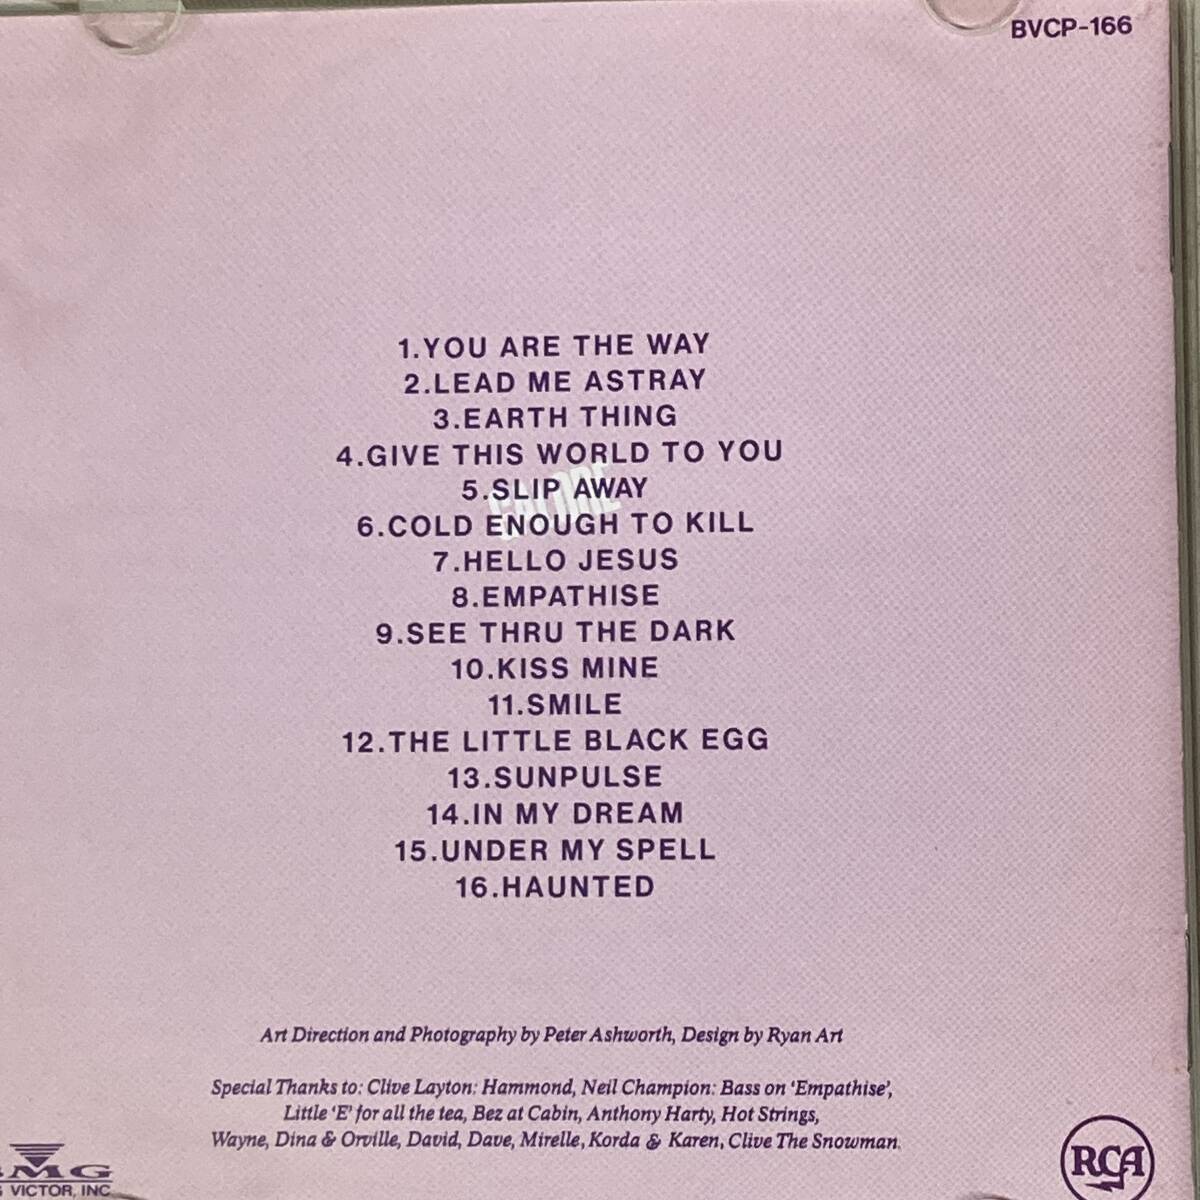 BVCP-166
1.YOU ARE THE WAY
2.LEAD ME ASTRAY
3.EARTH THING
4.GIVE THIS WORLD TO YOU
5.SLIP AWAY
6.COLD ENOUGH TO KILL
7.HELLO JESUS
8.EMPATHISE
9.SEE THRU THE DARK
10.KISS MINE
11.SMILE
12.THE LITTLE BLACK EGG
13.SUNPULSE
14.IN MY DREAM
15.UNDER MY SPELL
16.HAUNTED
Art Direction and Photography by Peter Ashworth, Design by Ryan Art
Special Thanks to: Clive Layton: Hammond, Neil Champion: Bass on ‘Empathise’,
Little ‘E’ for all the tea, Bez at Cabin, Anthony Harty, Hot Strings,
Wayne, Dina & Orville, David, Dave, Mirelle, Korda & Karen, Clive The Snowman.
BMG
VICTOR, INC
RCA